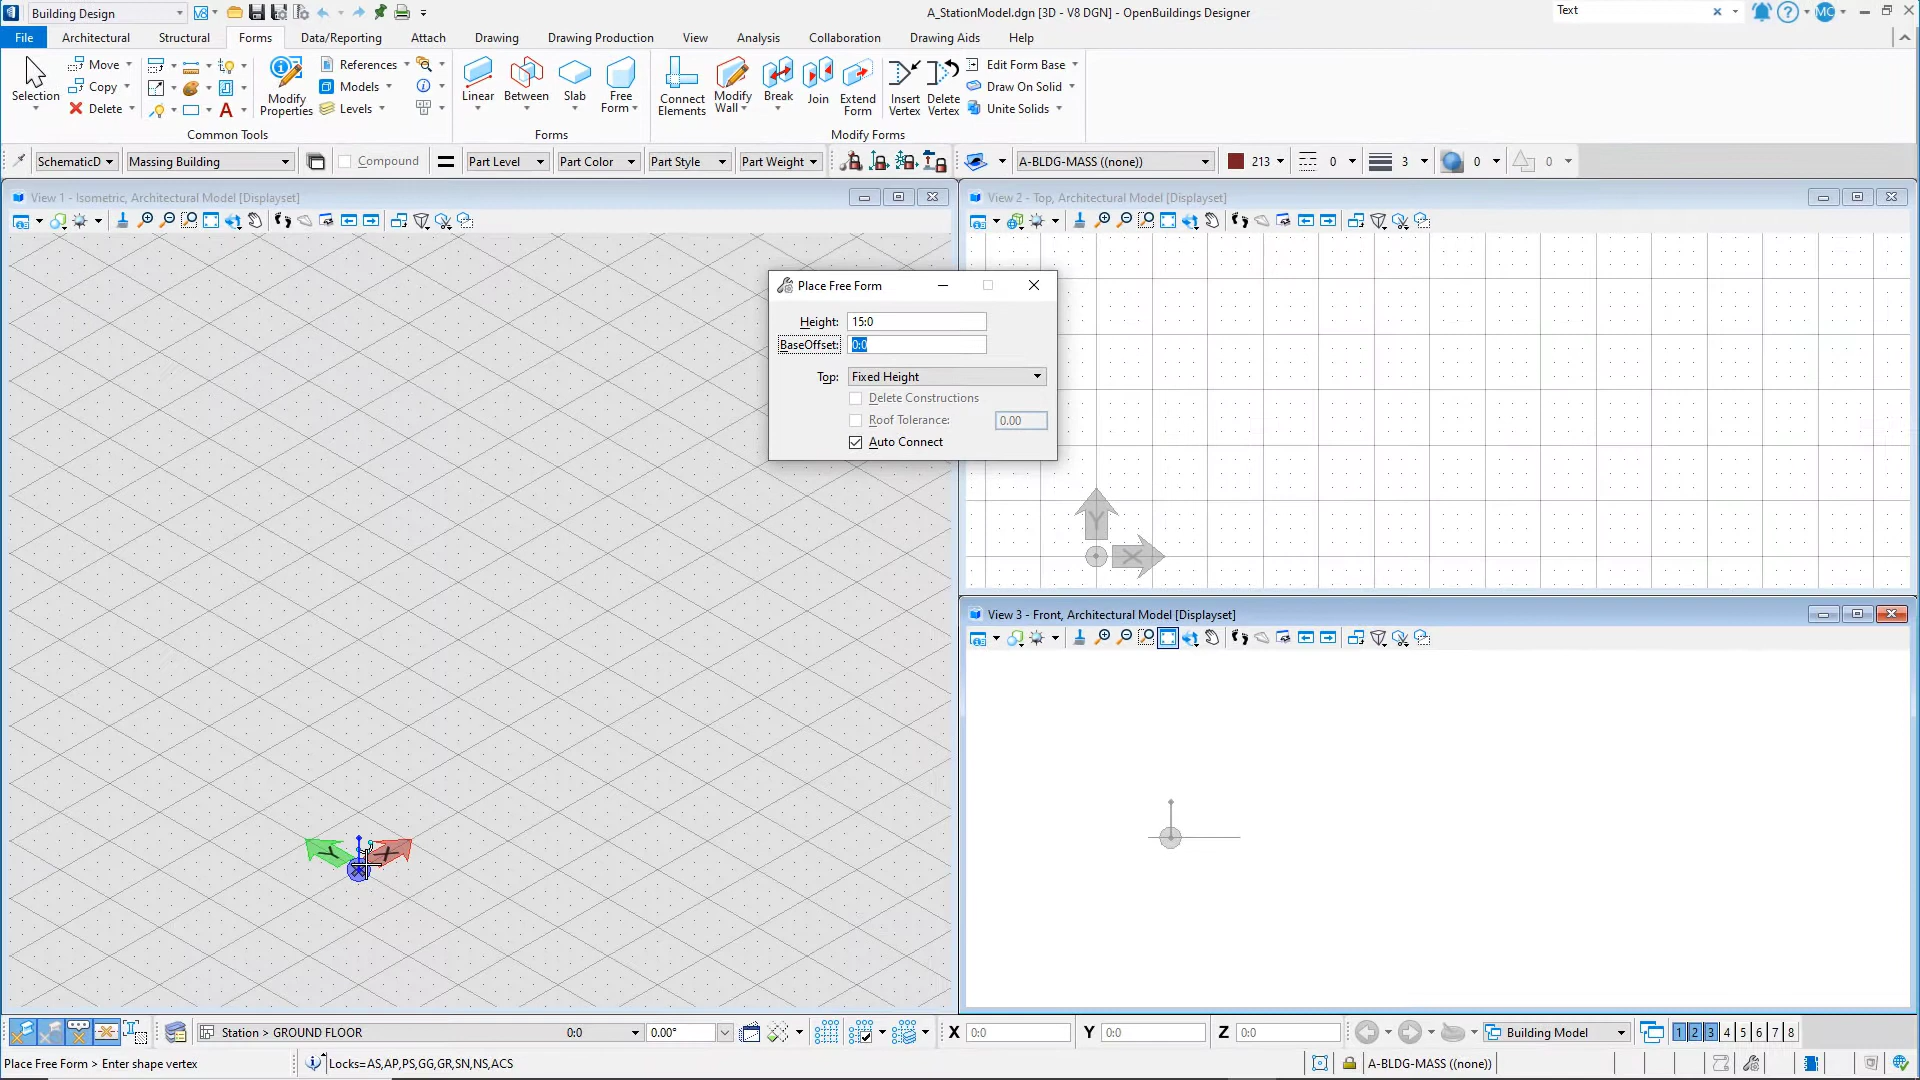 Building Design
A_StationModel.dgn [3D - V8 DGN] - OpenBuildings Designer
Text
MC
File Architectural Structural Forms Data/Reporting Attach Drawing Drawing Production View Analysis Collaboration Drawing Aids Help
Selection
Move
Copy
Delete
Modify Properties
References
Models
Levels
Common Tools
Linear
Between
Slab
Free Form
Forms
Connect Elements
Modify Wall
Break
Join
Extend Form
Insert Vertex
Delete Vertex
Edit Form Base
Draw On Solid
Unite Solids
Modify Forms
SchematicD Massing Building Compound Part Level Part Color Part Style Part Weight A-BLDG-MASS ((none)) 213 0 3 0 0
View 1 - Isometric, Architectural Model [Displayset]
View 2 - Top, Architectural Model [Displayset]
Place Free Form
Height: 15:0
BaseOffset: 0:0
Top: Fixed Height
Delete Constructions
Roof Tolerance: 0.00
Auto Connect
Y
X
View 3 - Front, Architectural Model [Displayset]
Y X
Station > GROUND FLOOR 0:0 0.00° X 0:0 Y 0:0 Z 0:0 Building Model 1 2 3 4 5 6 7 8
Place Free Form > Enter shape vertex Locks=AS,AP,PS,GG,GR,SN,NS,ACS A-BLDG-MASS ((none))